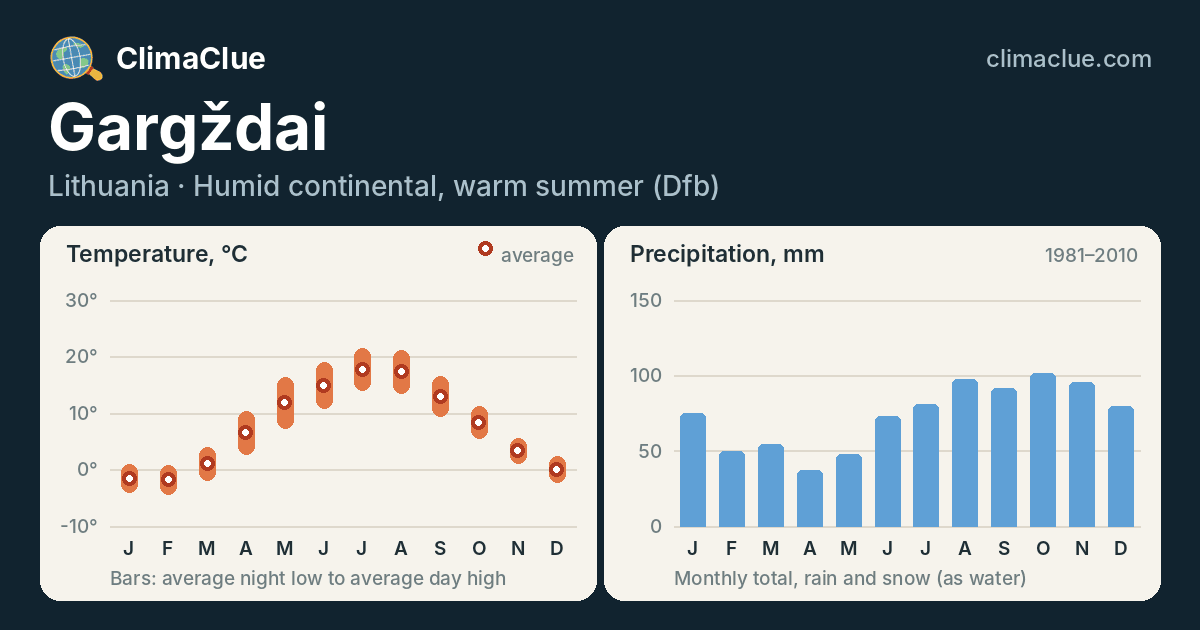 ClimaClue
climaclue.com
Gargždai
Lithuania · Humid continental, warm summer (Dfb)
Temperature, °C
average
30°
20°
10°
0°
-10°
J F M A M J J A S O N D
Bars: average night low to average day high
Precipitation, mm
1981–2010
150
100
50
0
J F M A M J J A S O N D
Monthly total, rain and snow (as water)